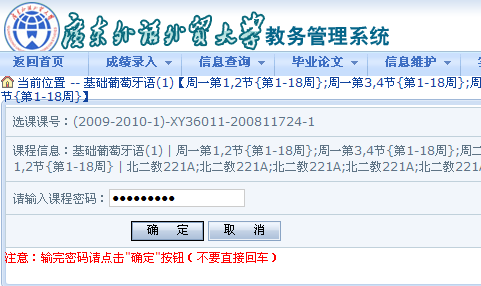 广东外语外贸大学教务管理系统
返回首页 成绩录入 信息查询 毕业论文 信息维护
当前位置 -- 基础葡萄牙语(1)【周一第1,2节{第1-18周};周一第3,4节{第1-18周};周
节{第1-18周}】
选课课号：(2009-2010-1)-XY36011-200811724-1
课程信息：基础葡萄牙语(1)｜周一第1,2节{第1-18周};周一第3,4节{第1-18周};周二
1,2节{第1-18周}｜北二教221A;北二教221A;北二教221A;北二教221A;北二教221A
请输入课程密码：●●●●●●●●●
确 定 取 消
注意：输完密码请点击"确定"按钮（不要直接回车）